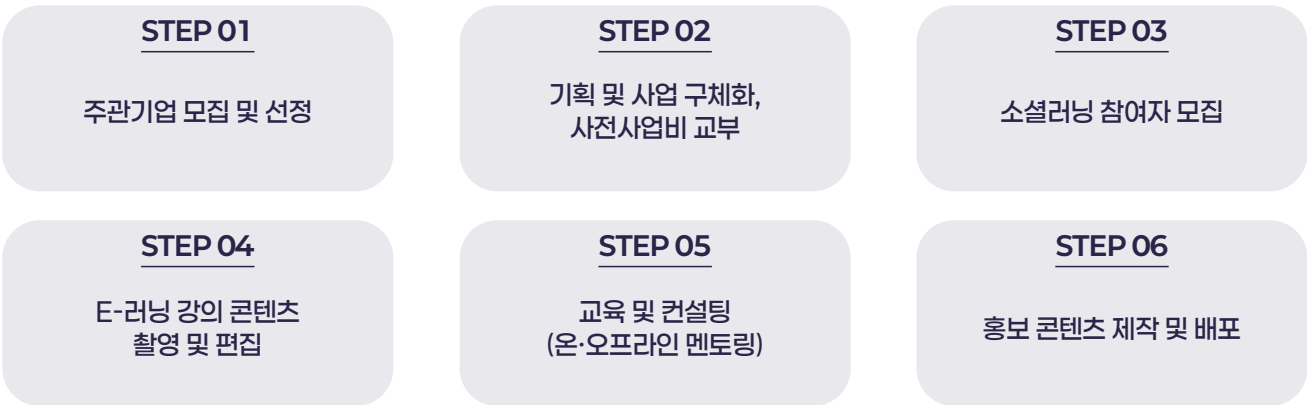 STEP 01
주관기업 모집 및 선정
STEP 02
기획 및 사업 구체화,
사전사업비 교부
STEP 03
소셜러닝 참여자 모집
STEP 04
E-러닝 강의 콘텐츠
촬영 및 편집
STEP 05
교육 및 컨설팅
(온·오프라인 멘토링)
STEP 06
홍보 콘텐츠 제작 및 배포